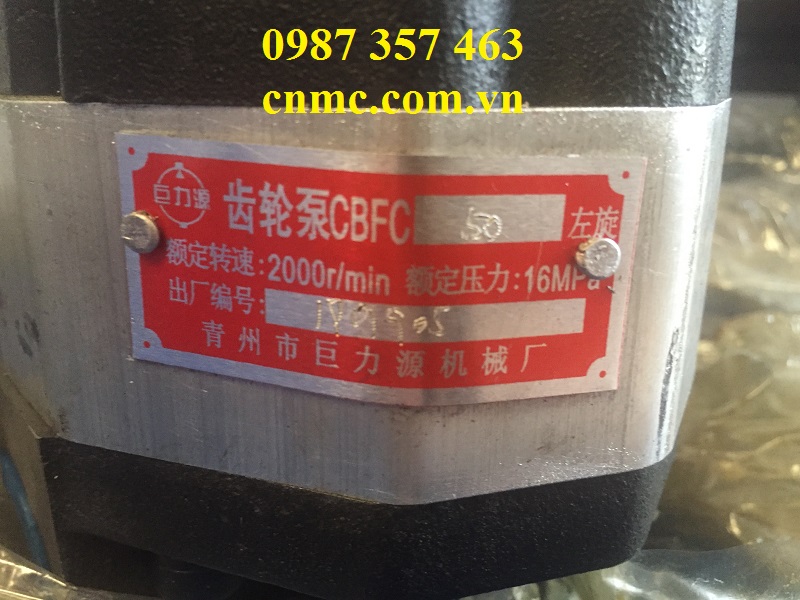 0987 357 463
cnmc.com.vn
巨力源
齿轮泵CBFC 50 左旋
额定转速:2000r/min 额定压力:16MPa
出厂编号:
青州市巨力源机械厂